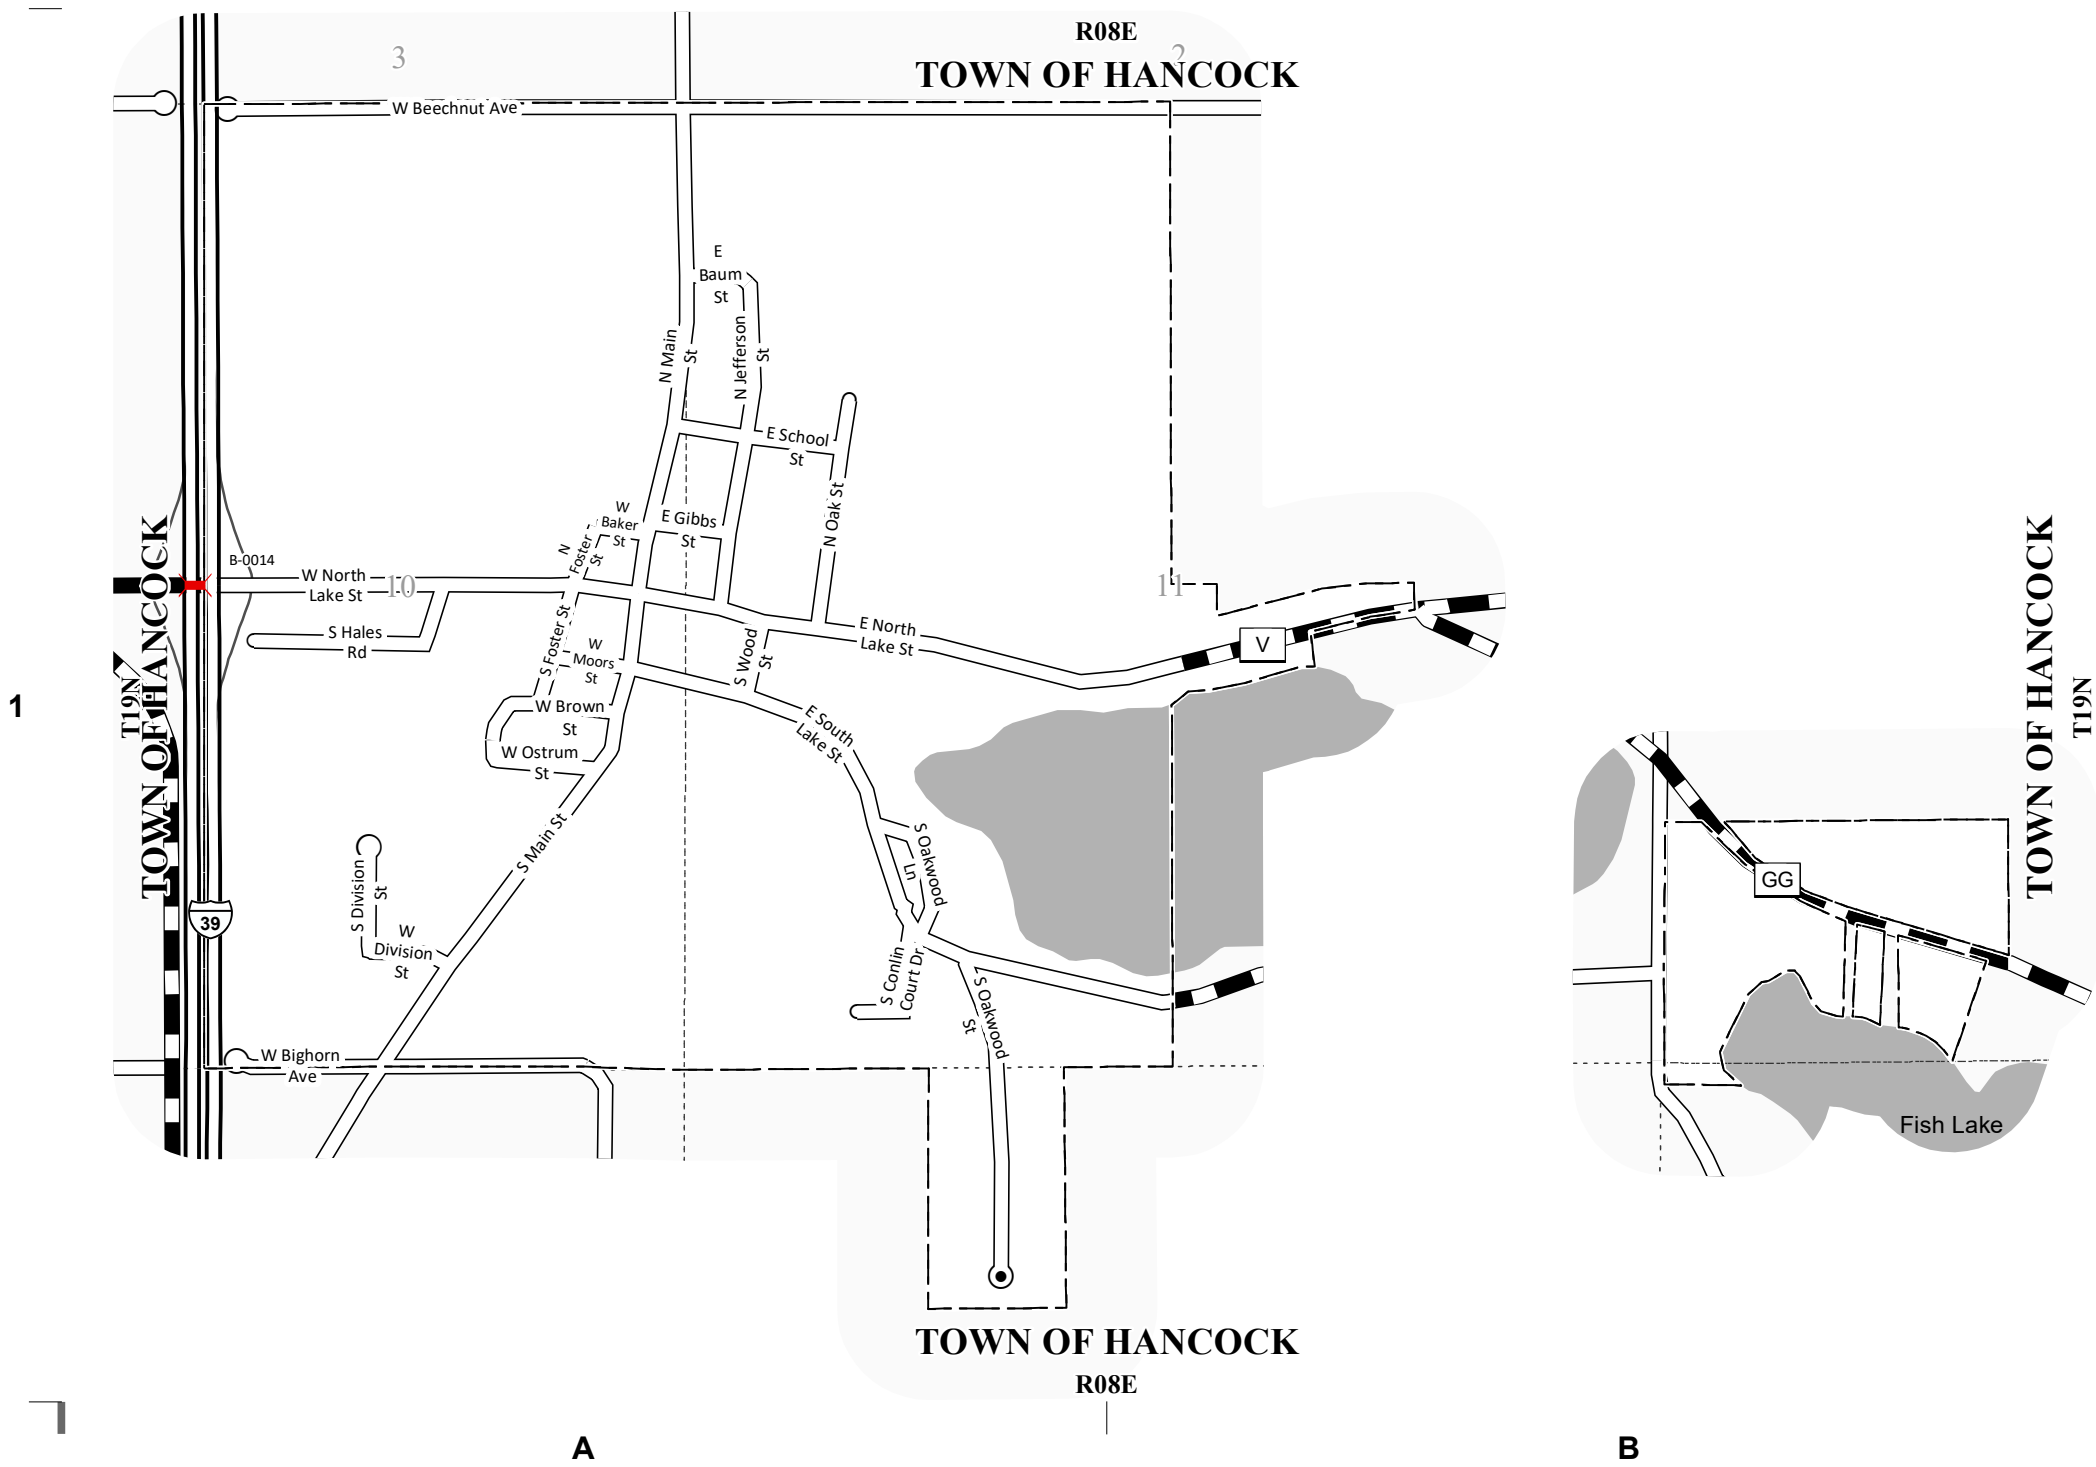 R08E
3
2
TOWN OF HANCOCK
W Beechnut Ave
E
Baum
St
N Main
St
N Jefferson
St
E School
St
N Oak St
W
Baker
St
E Gibbs
St
N
Foster
St
B-0014
W North
Lake St
10
11
S Hales
Rd
S Foster St
W
Moors
St
S Wood
St
E North
Lake St
V
W Brown
St
W Ostrum
St
E South
Lake St
S Main St
S Oakwood
Ln
S Division
St
W
Division
St
39
S Conlin
Court Dr
S Oakwood
St
W Bighorn
Ave
TOWN OF HANCOCK
T19N
1
GG
Fish Lake
TOWN OF HANCOCK
T19N
TOWN OF HANCOCK
R08E
A
B